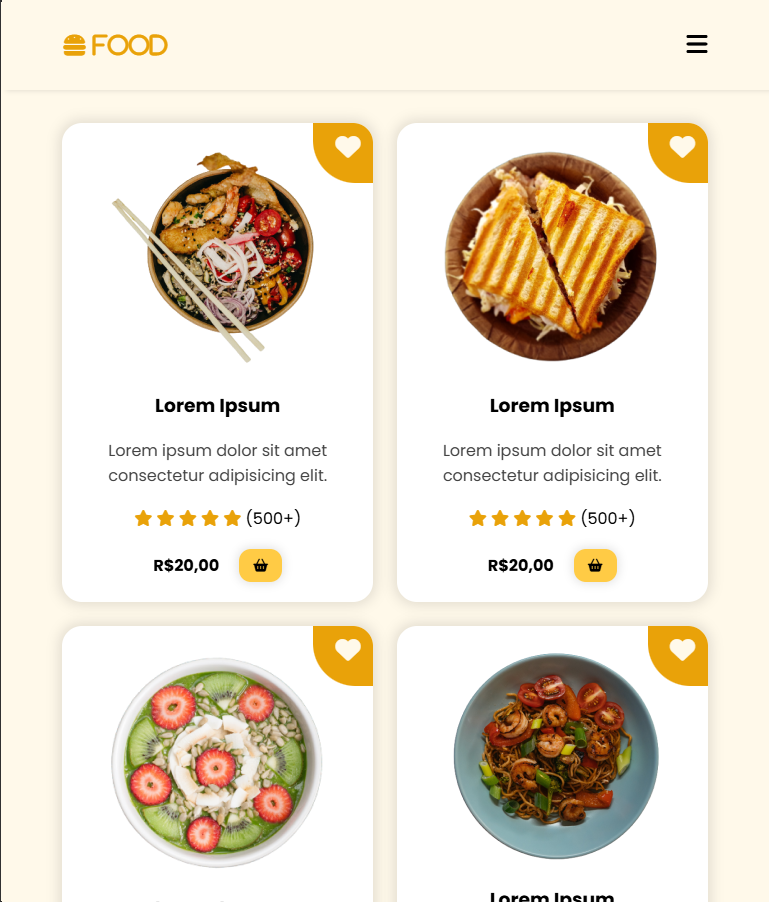 FOOD
Lorem Ipsum
Lorem ipsum dolor sit amet
consectetur adipisicing elit.
(500+)
R$20,00
Lorem Ipsum
Lorem ipsum dolor sit amet
consectetur adipisicing elit.
(500+)
R$20,00
Lorem Ipsum